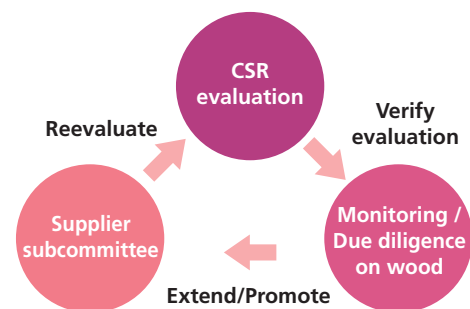 CSR
evaluation
Reevaluate
Verify
evaluation
Supplier
subcommittee
Monitoring /
Due diligence
on wood
Extend/Promote